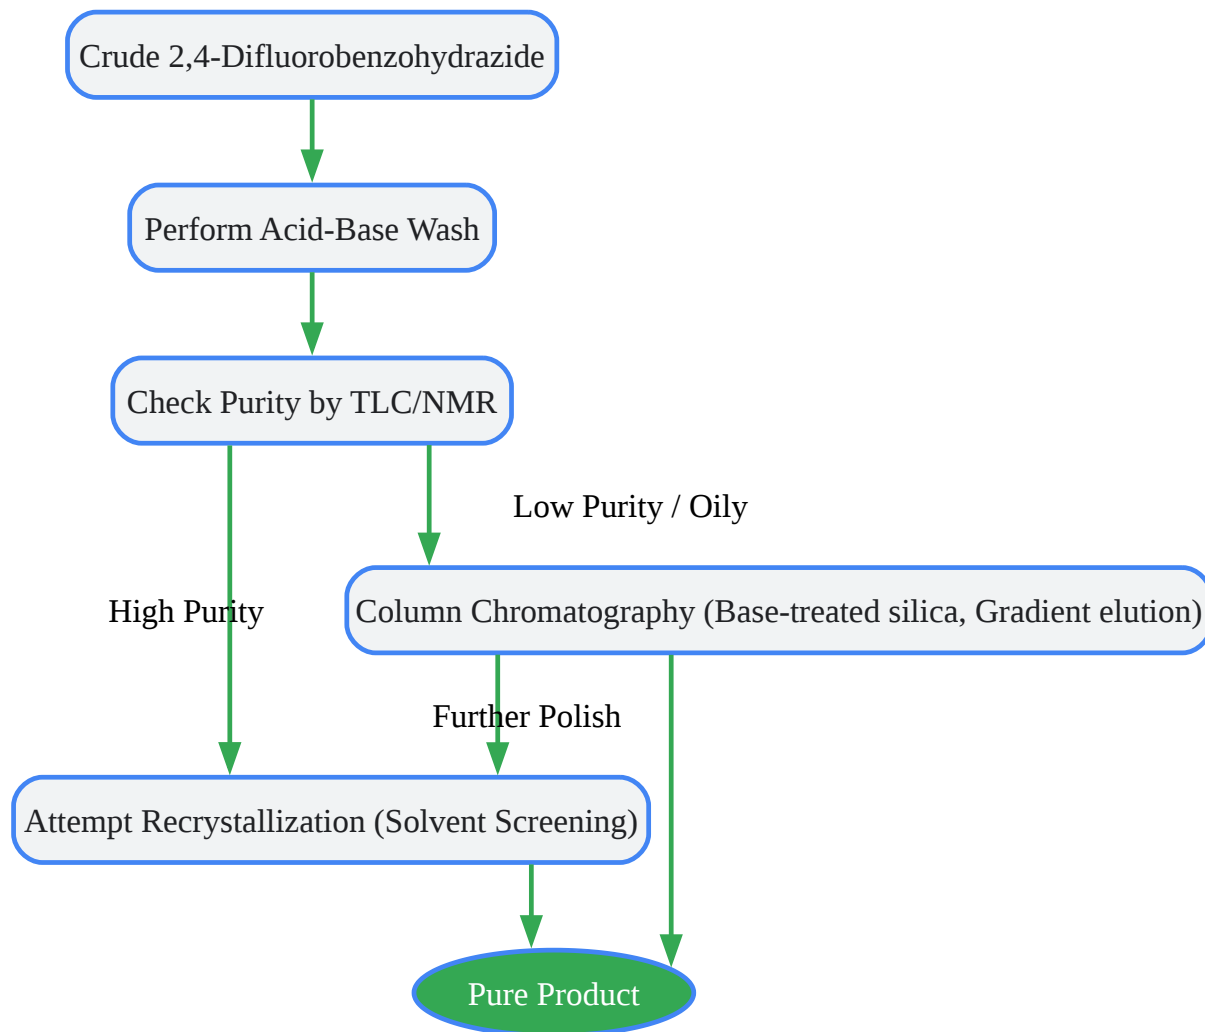 Crude 2,4-Difluorobenzohydrazide
Perform Acid-Base Wash
Check Purity by TLC/NMR
Low Purity / Oily
High Purity
Column Chromatography (Base-treated silica, Gradient elution)
Further Polish
Attempt Recrystallization (Solvent Screening)
Pure Product